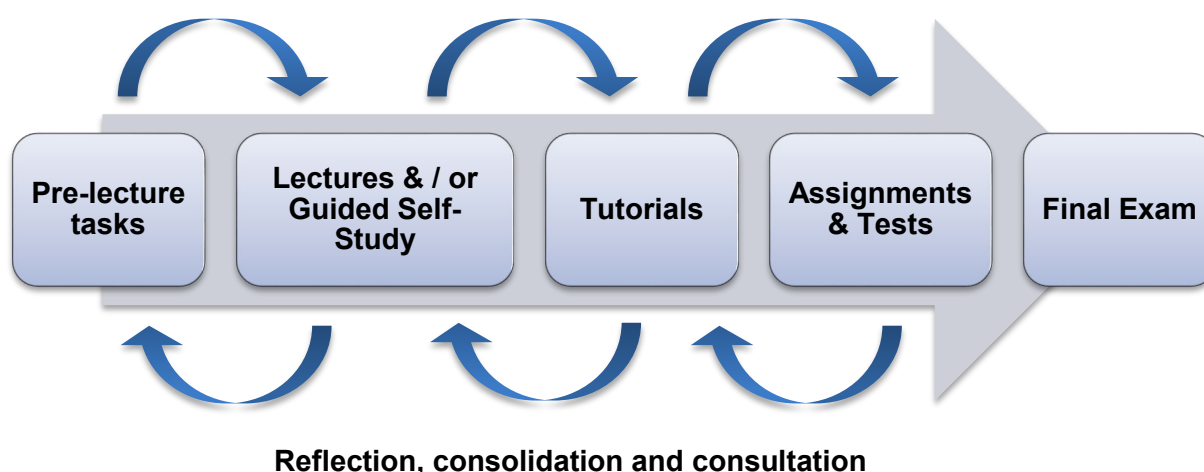 Pre-lecture
tasks
Lectures & / or
Guided Self-
Study
Tutorials
Assignments
& Tests
Final Exam
Reflection, consolidation and consultation